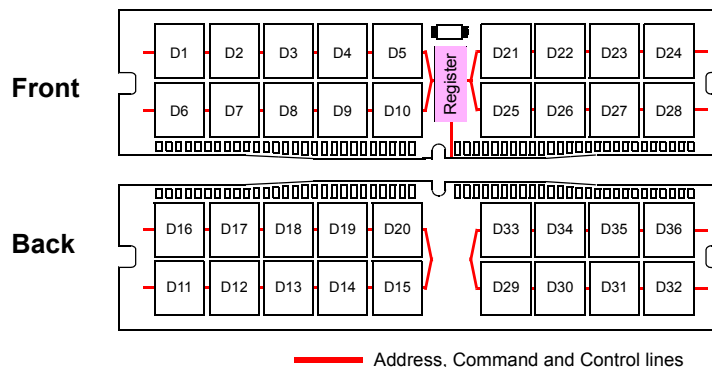 D1 D2 D3 D4 D5 D21 D22 D23 D24
Front
Register
D6 D7 D8 D9 D10 D25 D26 D27 D28
D16 D17 D18 D19 D20 D33 D34 D35 D36
Back
D11 D12 D13 D14 D15 D29 D30 D31 D32
Address, Command and Control lines